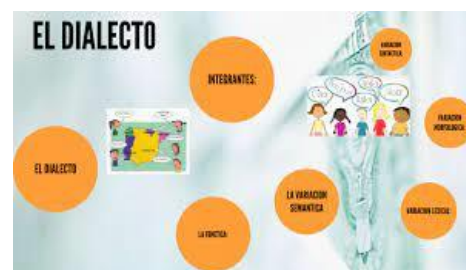 EL DIALECTO
INTEGRANTES:
VARIACION
SINTACTICA:
EL DIALECTO
LA VARIACION
SEMANTICA
VARIACION
MORFOLOGICA:
LA FONETICA:
VARIACION LEXICAL: